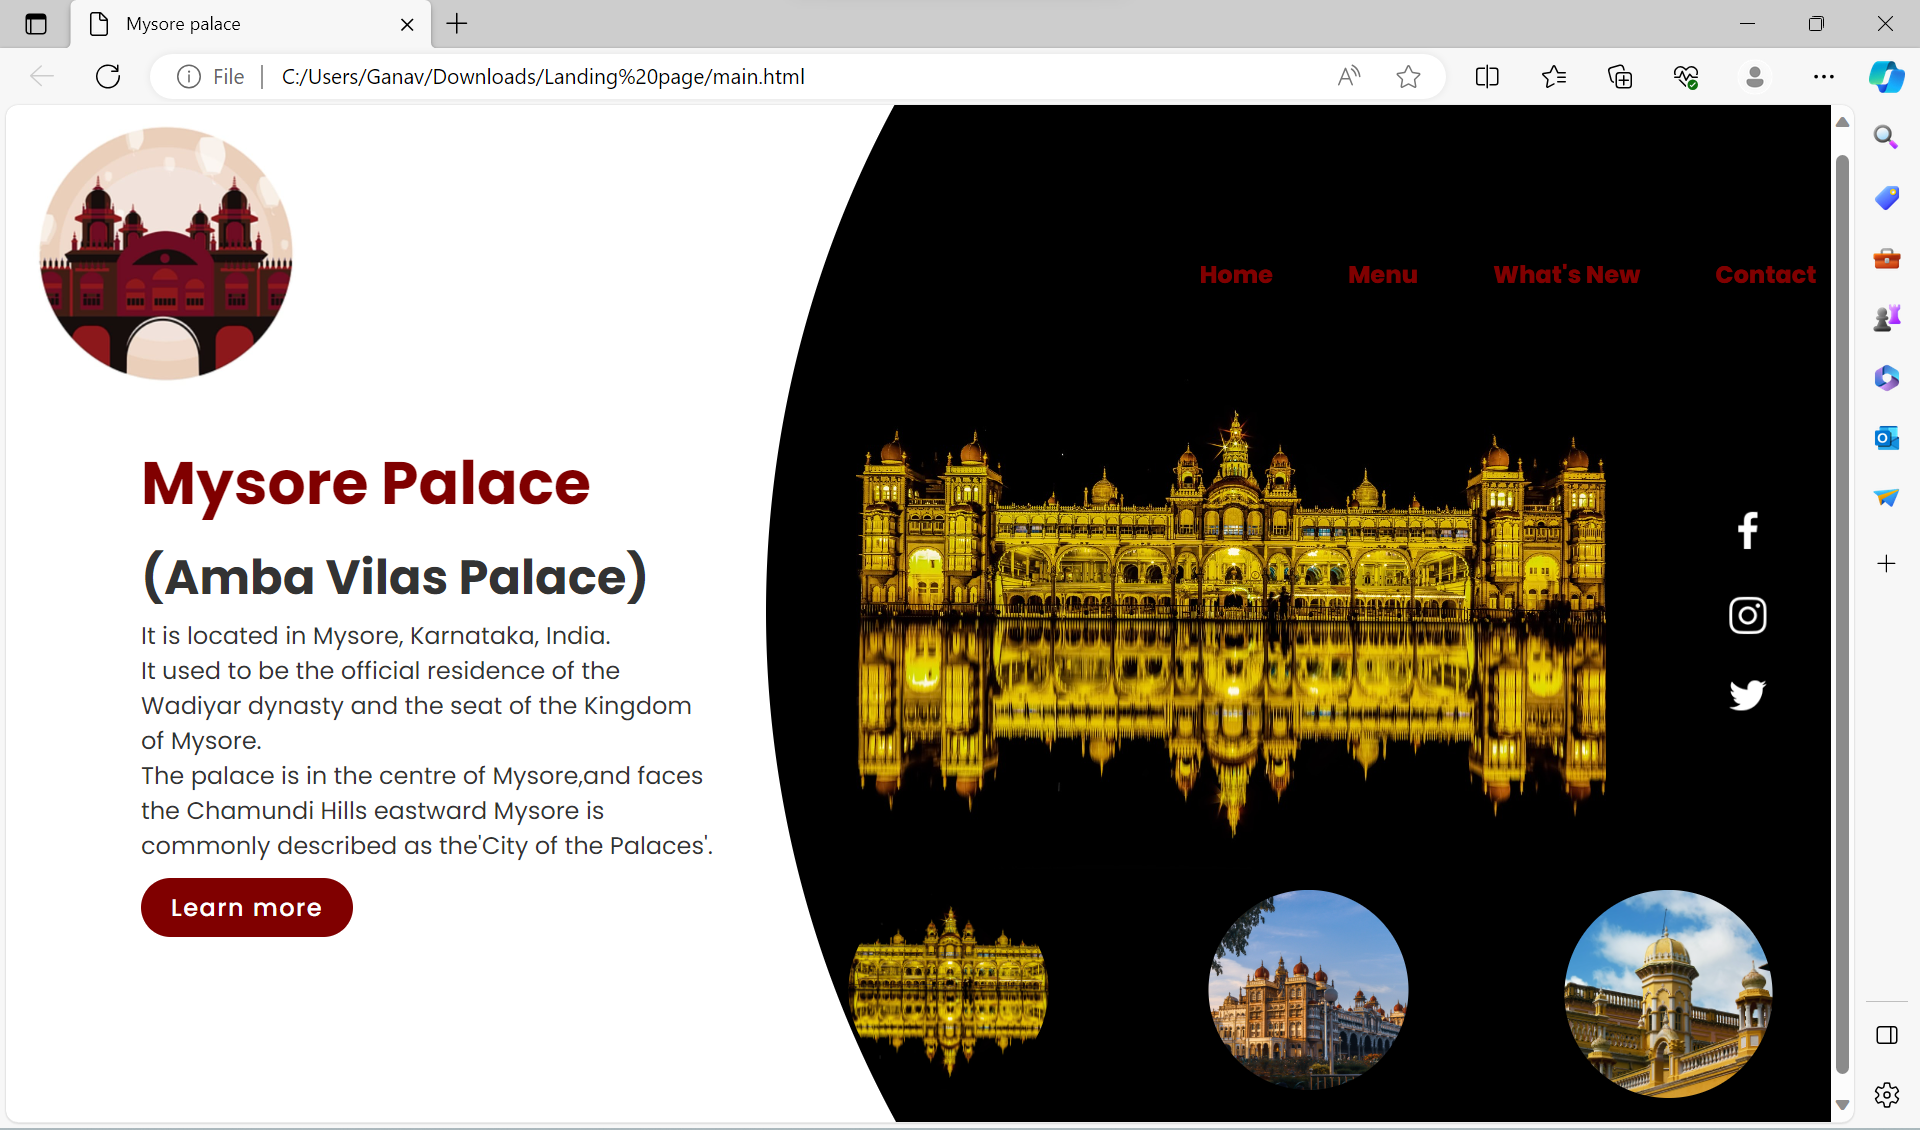 Mysore palace
File
C:/Users/Ganav/Downloads/Landing%20page/main.html
Home Menu What's New Contact
Mysore Palace
(Amba Vilas Palace)
It is located in Mysore, Karnataka, India.
It used to be the official residence of the
Wadiyar dynasty and the seat of the Kingdom
of Mysore.
The palace is in the centre of Mysore,and faces
the Chamundi Hills eastward Mysore is
commonly described as the'City of the Palaces'.
Learn more